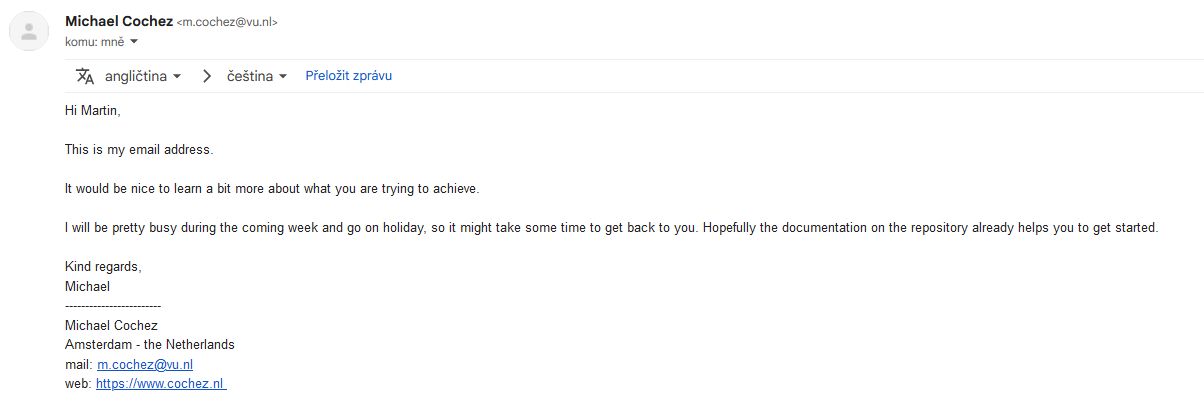 Michael Cochez <m.cochez@vu.nl>
komu: mně
angličtina > čeština Přeložit zprávu
Hi Martin,
This is my email address.
It would be nice to learn a bit more about what you are trying to achieve.
I will be pretty busy during the coming week and go on holiday, so it might take some time to get back to you. Hopefully the documentation on the repository already helps you to get started.
Kind regards,
Michael
------------------------
Michael Cochez
Amsterdam - the Netherlands
mail: m.cochez@vu.nl
web: https://www.cochez.nl